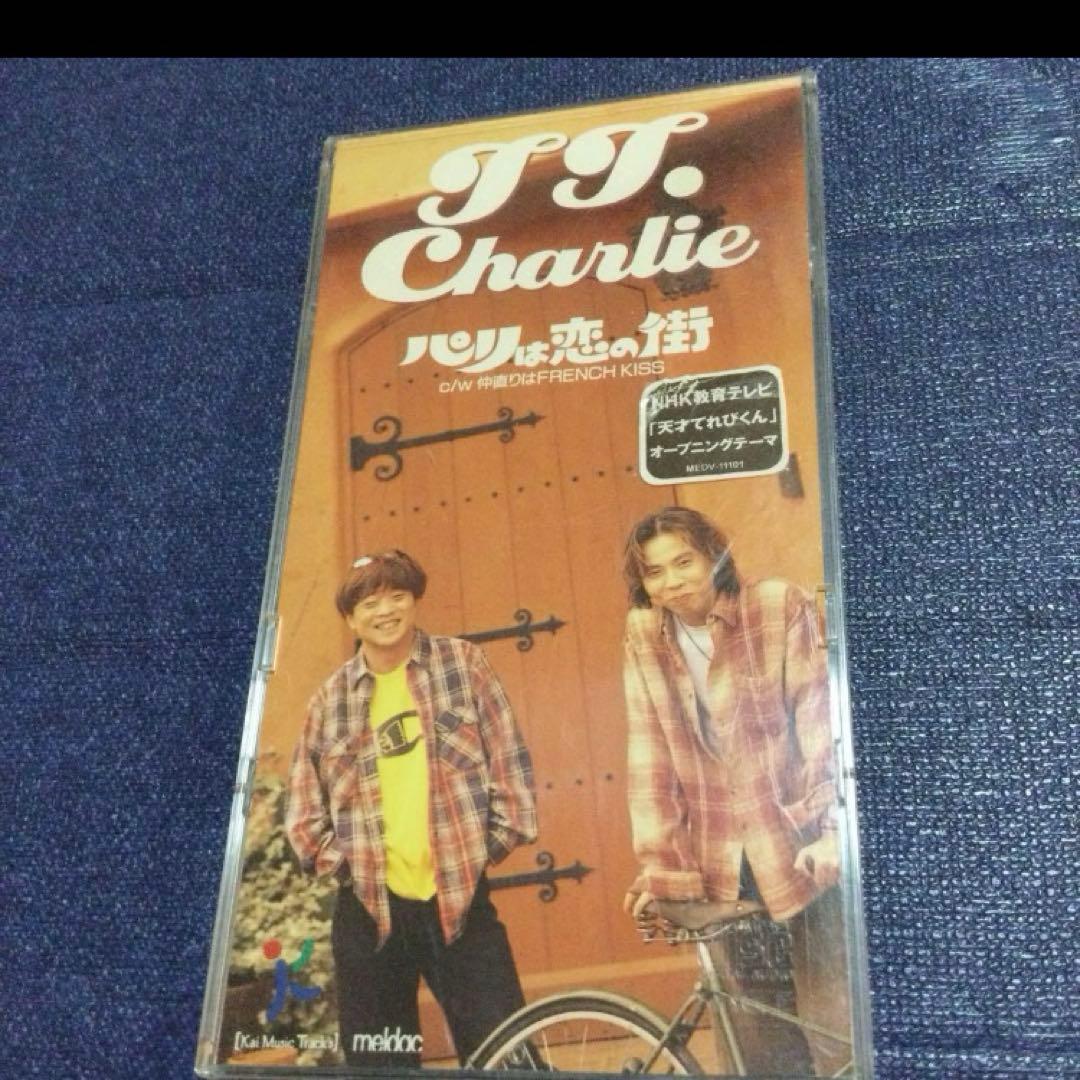 TT.
Charlie
パリは恋の街
c/w 仲直りはFRENCH KISS
NHK教育テレビ
「天才てれびくん」
オープニングテーマ
MEDV-11101
[Kai Music Tracks] meldac